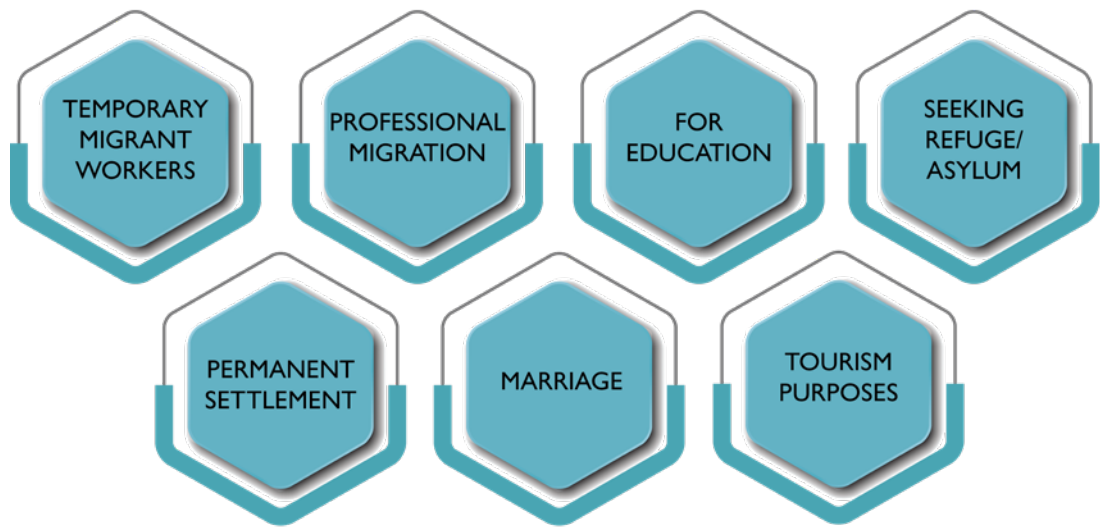 TEMPORARY
MIGRANT
WORKERS
PROFESSIONAL
MIGRATION
FOR
EDUCATION
SEEKING
REFUGE/
ASYLUM
PERMANENT
SETTLEMENT
MARRIAGE
TOURISM
PURPOSES